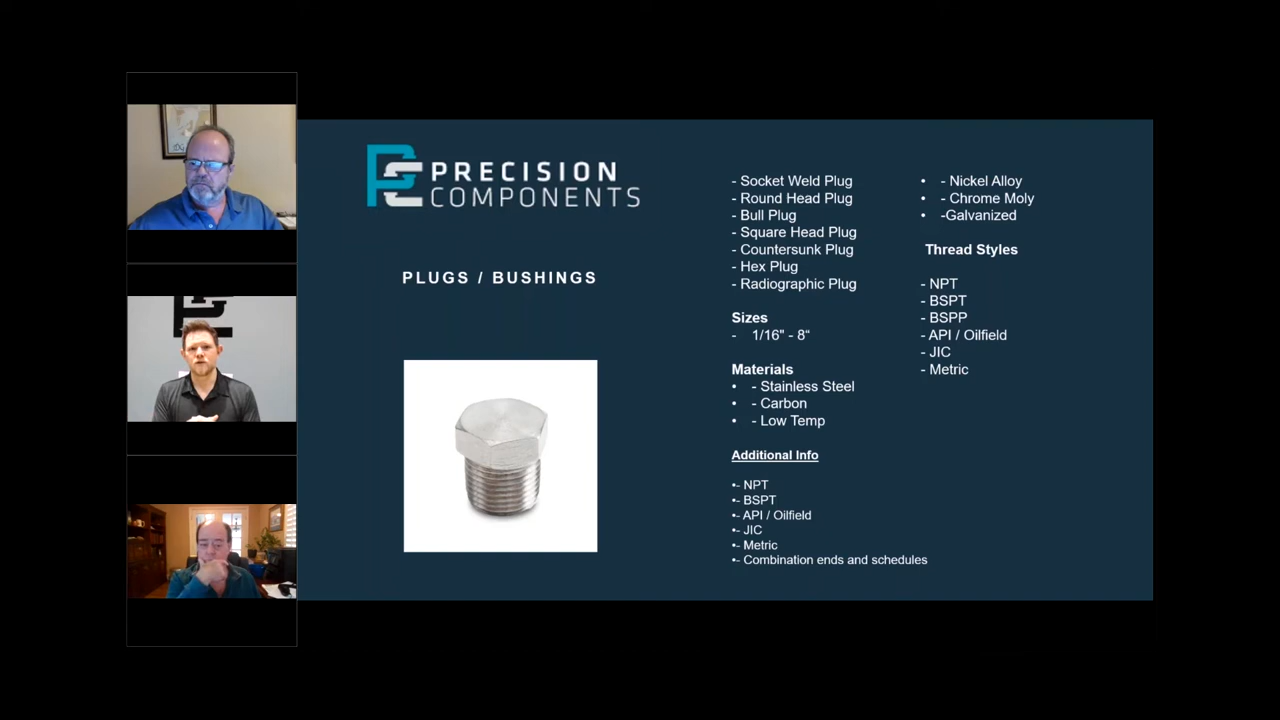 PRECISION
COMPONENTS
PLUGS / BUSHINGS
- Socket Weld Plug
- Round Head Plug
- Bull Plug
- Square Head Plug
- Countersunk Plug
- Hex Plug
- Radiographic Plug
Sizes
- 1/16" - 8“
Materials
• - Stainless Steel
• - Carbon
• - Low Temp
Additional Info
•- NPT
•- BSPT
•- API / Oilfield
•- JIC
•- Metric
•- Combination ends and schedules
• - Nickel Alloy
• - Chrome Moly
• -Galvanized
Thread Styles
- NPT
- BSPT
- BSPP
- API / Oilfield
- JIC
- Metric